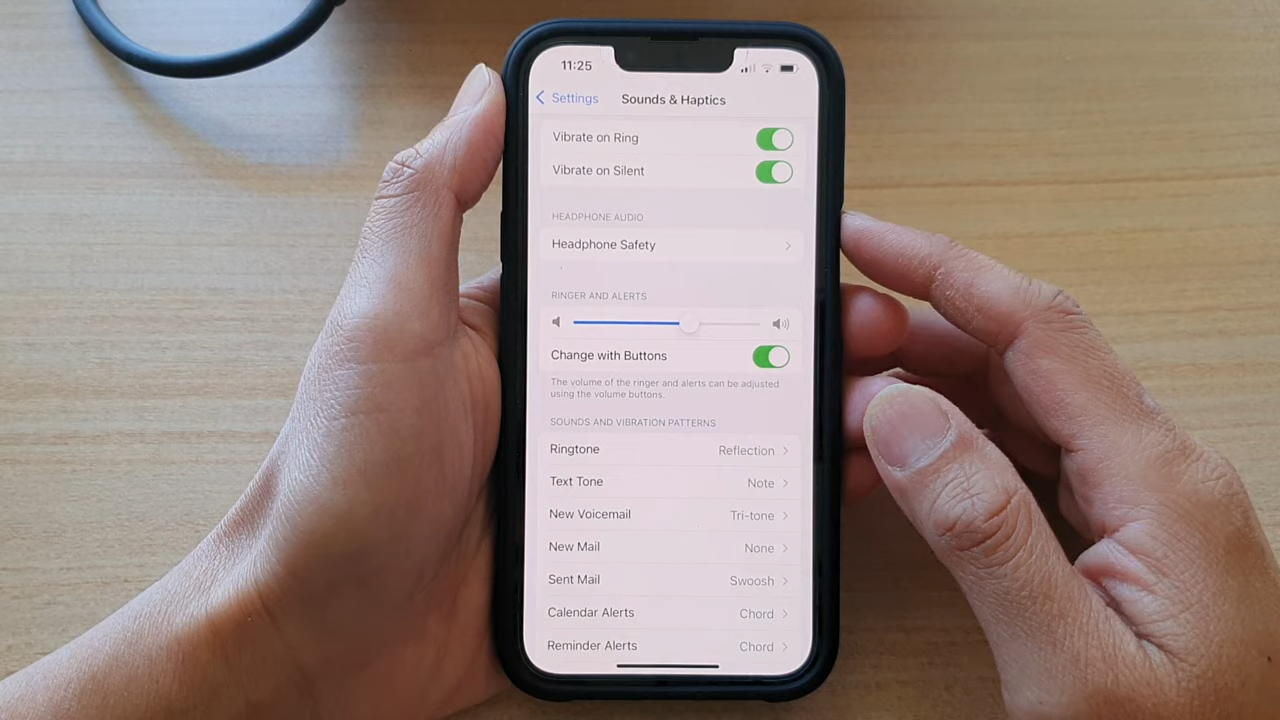 11:25
Settings Sounds & Haptics
Vibrate on Ring
Vibrate on Silent
HEADPHONE AUDIO
Headphone Safety
RINGER AND ALERTS
Change with Buttons
The volume of the ringer and alerts can be adjusted
using the volume buttons.
SOUNDS AND VIBRATION PATTERNS
Ringtone Reflection
Text Tone Note
New Voicemail Tri-tone
New Mail None
Sent Mail Swoosh
Calendar Alerts Chord
Reminder Alerts Chord